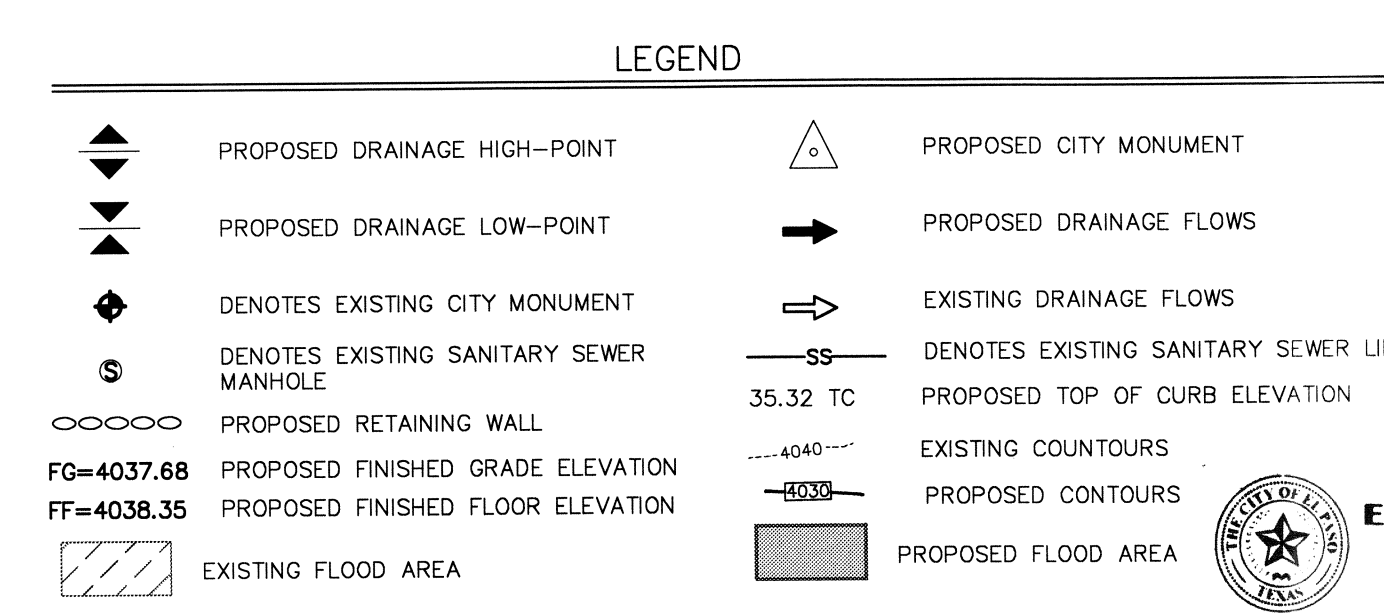 LEGEND
PROPOSED DRAINAGE HIGH-POINT
PROPOSED DRAINAGE LOW-POINT
DENOTES EXISTING CITY MONUMENT
S
DENOTES EXISTING SANITARY SEWER
MANHOLE
PROPOSED RETAINING WALL
FG=4037.68 PROPOSED FINISHED GRADE ELEVATION
FF=4038.35 PROPOSED FINISHED FLOOR ELEVATION
EXISTING FLOOD AREA
PROPOSED CITY MONUMENT
PROPOSED DRAINAGE FLOWS
EXISTING DRAINAGE FLOWS
SS DENOTES EXISTING SANITARY SEWER
35.32 TC PROPOSED TOP OF CURB ELEVATION
4040 EXISTING COUNTOURS
4030 PROPOSED CONTOURS
PROPOSED FLOOD AREA
THE CITY OF EL PASO
TEXAS
E